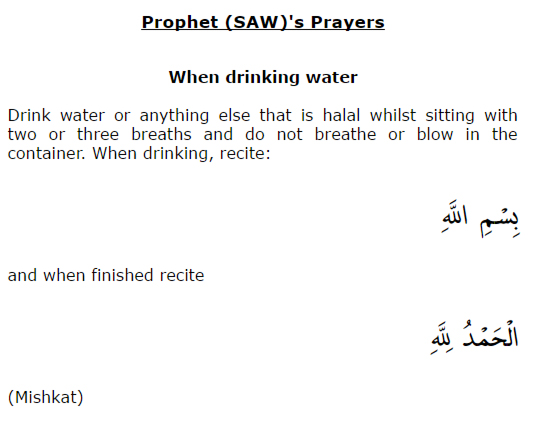 Prophet (SAW)'s Prayers
When drinking water
Drink water or anything else that is halal whilst sitting with
two or three breaths and do not breathe or blow in the
container. When drinking, recite:
بِسْمِ اللَّهِ
and when finished recite
الْحَمْدُ لِلَّهِ
(Mishkat)